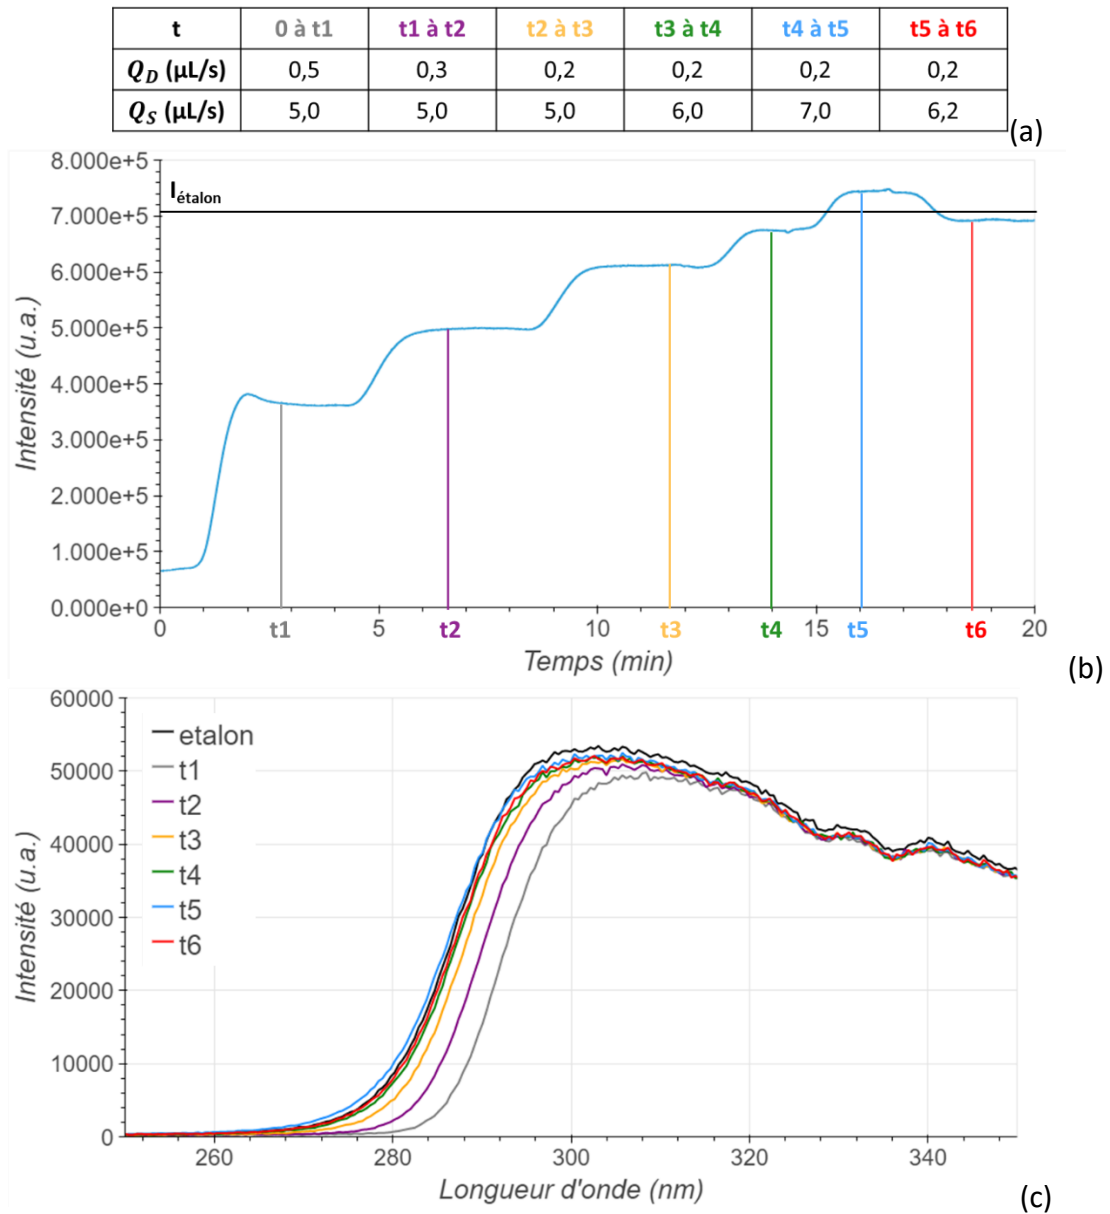 t 0 à t1 t1 à t2 t2 à t3 t3 à t4 t4 à t5 t5 à t6
Q_D (µL/s) 0,5 0,3 0,2 0,2 0,2 0,2
Q_S (µL/s) 5,0 5,0 5,0 6,0 7,0 6,2
(a)
8.000e+5
I_étalon
7.000e+5
6.000e+5
5.000e+5
4.000e+5
3.000e+5
2.000e+5
1.000e+5
0.000e+0
Intensité (u.a.)
0 t1 5 t2 10 t3 t4 15 t5 t6 20
Temps (min)
(b)
60000
50000
40000
30000
20000
10000
0
Intensité (u.a.)
etalon
t1
t2
t3
t4
t5
t6
260 280 300 320 340
Longueur d'onde (nm)
(c)